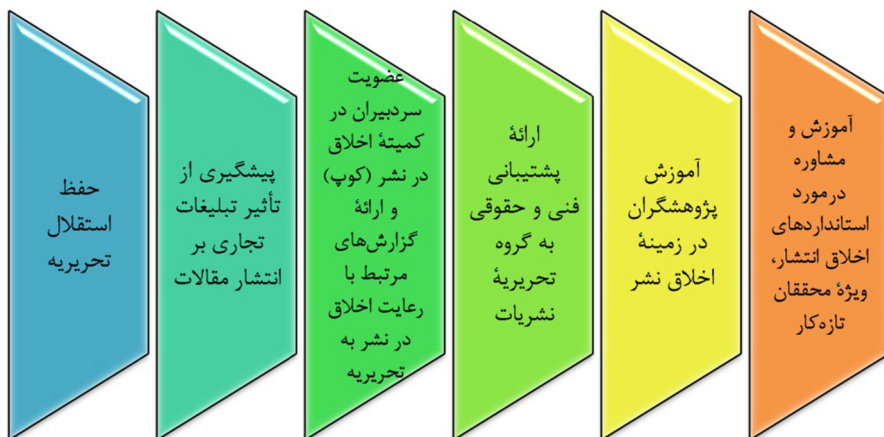 آموزش و
مشاوره
درمورد
استانداردهای
اخلاق انتشار،
ویژهٔ محققان
تازه‌کار
آموزش
پژوهشگران
در زمینهٔ
اخلاق نشر
ارائهٔ
پشتیبانی
فنی و حقوقی
به گروه
تحریریهٔ
نشریات
عضویت
سردبیران در
کمیتهٔ اخلاق
در نشر (کوپ)
و ارائهٔ
گزارش‌های
مرتبط با
رعایت اخلاق
در نشر به
تحریریه
پیشگیری از
تأثیر تبلیغات
تجاری بر
انتشار مقالات
حفظ
استقلال
تحریریه